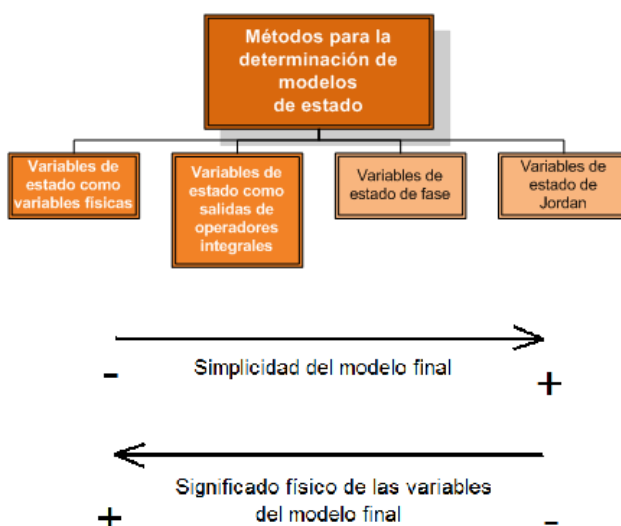 Métodos para la
determinación de
modelos
de estado
Variables de
estado como
variables físicas
Variables de
estado como
salidas de
operadores
integrales
Variables de
estado de fase
Variables de
estado de
Jordan
Simplicidad del modelo final
- +
Significado físico de las variables
del modelo final
+ -